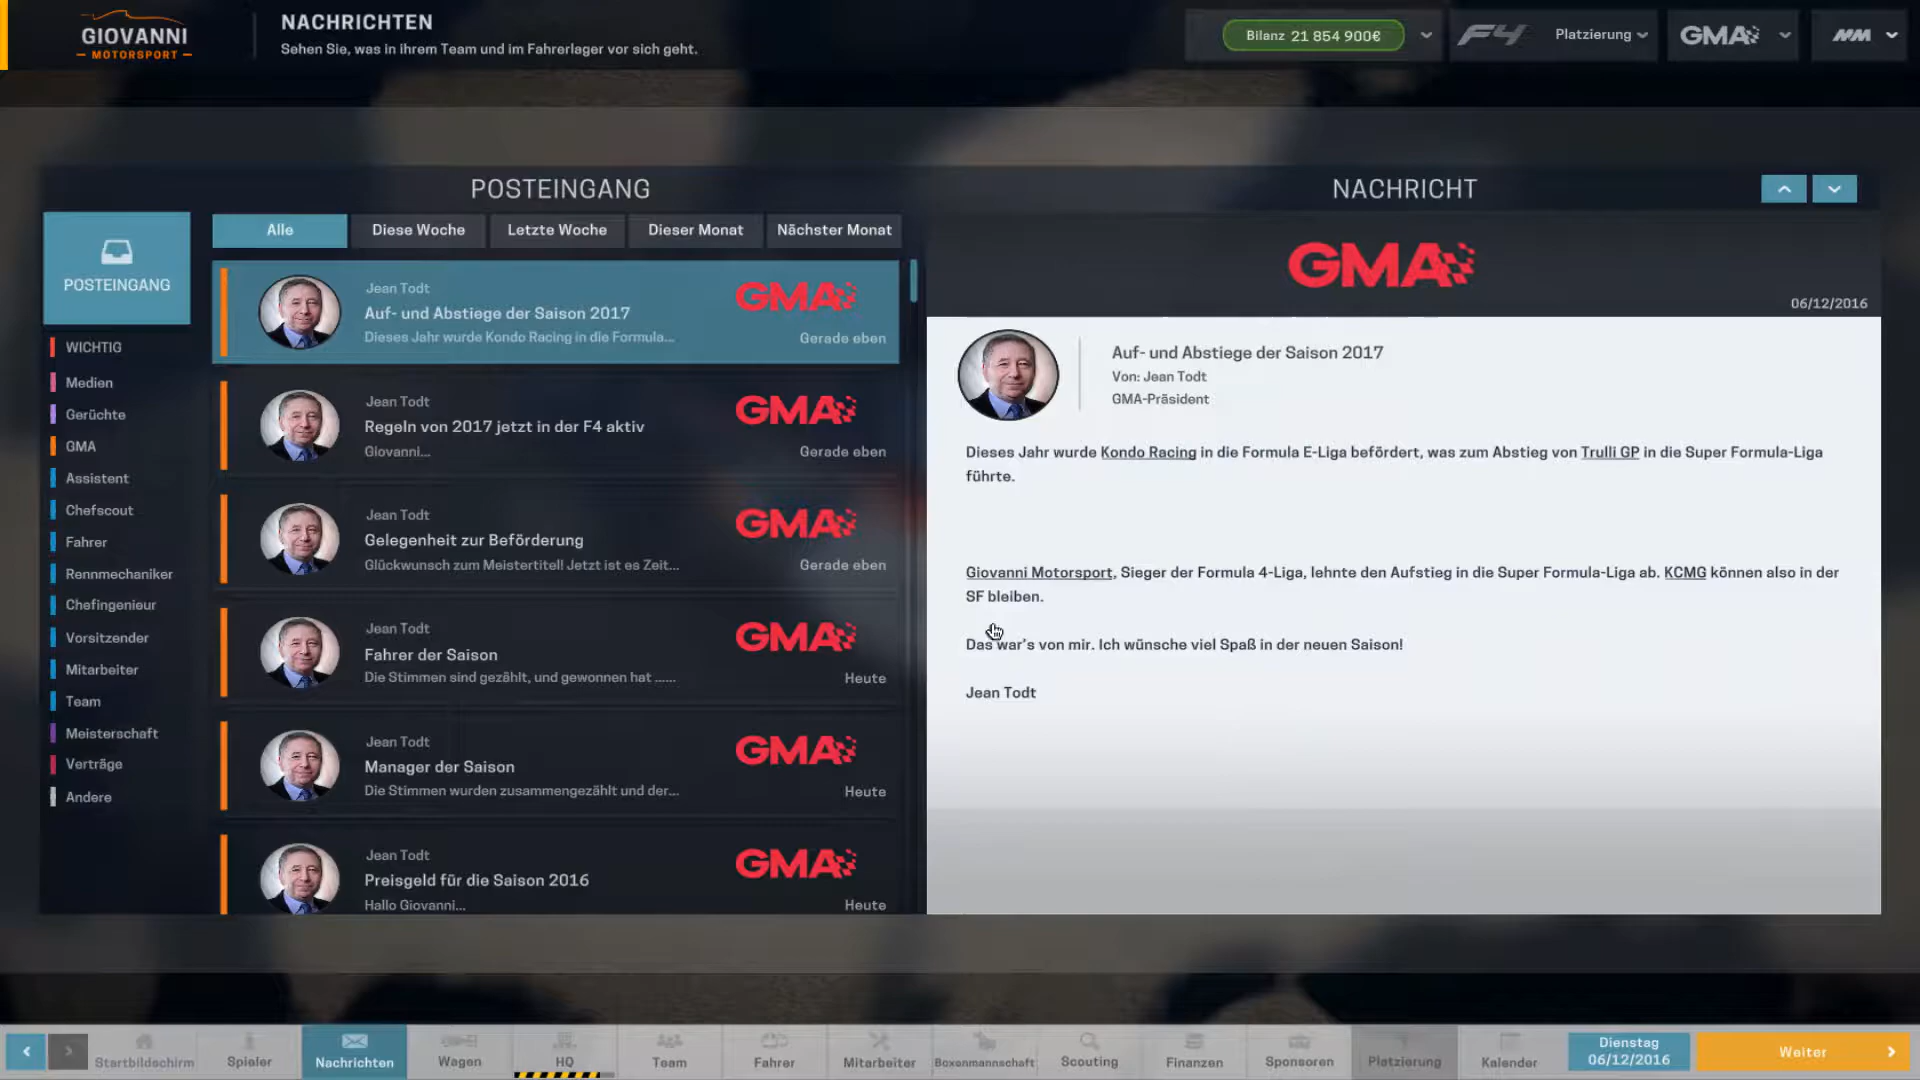 GIOVANNI
MOTORSPORT
NACHRICHTEN
Sehen Sie, was in ihrem Team und im Fahrerlager vor sich geht.
Bilanz 21 854 900€
F4
Platzierung
GMA
POSTEINGANG
NACHRICHT
POSTEINGANG
Alle
Diese Woche
Letzte Woche
Dieser Monat
Nächster Monat
WICHTIG
Medien
Gerüchte
GMA
Assistent
Chefscout
Fahrer
Rennmechaniker
Chefingenieur
Vorsitzender
Mitarbeiter
Team
Meisterschaft
Verträge
Andere
Jean Todt
Auf- und Abstiege der Saison 2017
Dieses Jahr wurde Kondo Racing in die Formula...
GMA
Gerade eben
Jean Todt
Regeln von 2017 jetzt in der F4 aktiv
Giovanni...
GMA
Gerade eben
Jean Todt
Gelegenheit zur Beförderung
Glückwunsch zum Meistertitel! Jetzt ist es Zeit...
GMA
Gerade eben
Jean Todt
Fahrer der Saison
Die Stimmen sind gezählt, und gewonnen hat ......
GMA
Heute
Jean Todt
Manager der Saison
Die Stimmen wurden zusammengezählt und der...
GMA
Heute
Jean Todt
Preisgeld für die Saison 2016
Hallo Giovanni...
GMA
Heute
GMA
06/12/2016
Auf- und Abstiege der Saison 2017
Von: Jean Todt
GMA-Präsident
Dieses Jahr wurde Kondo Racing in die Formula E-Liga befördert, was zum Abstieg von Trulli GP in die Super Formula-Liga
führte.
Giovanni Motorsport, Sieger der Formula 4-Liga, lehnte den Aufstieg in die Super Formula-Liga ab. KCMG können also in der
SF bleiben.
Das war's von mir. Ich wünsche viel Spaß in der neuen Saison!
Jean Todt
Startbildschirm
Spieler
Nachrichten
Wagen
HQ
Team
Fahrer
Mitarbeiter
Boxenmannschaft
Scouting
Finanzen
Sponsoren
Platzierung
Kalender
Dienstag
06/12/2016
Weiter